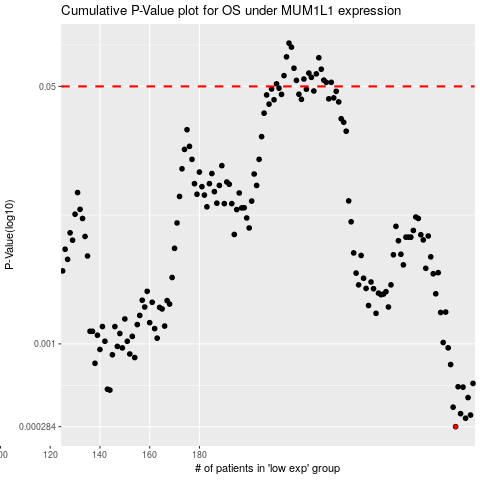 Cumulative P-Value plot for OS under MUM1L1 expression
P-Value(log10)
0.05
0.001
0.000284
00 120 140 160 180
# of patients in 'low exp' group